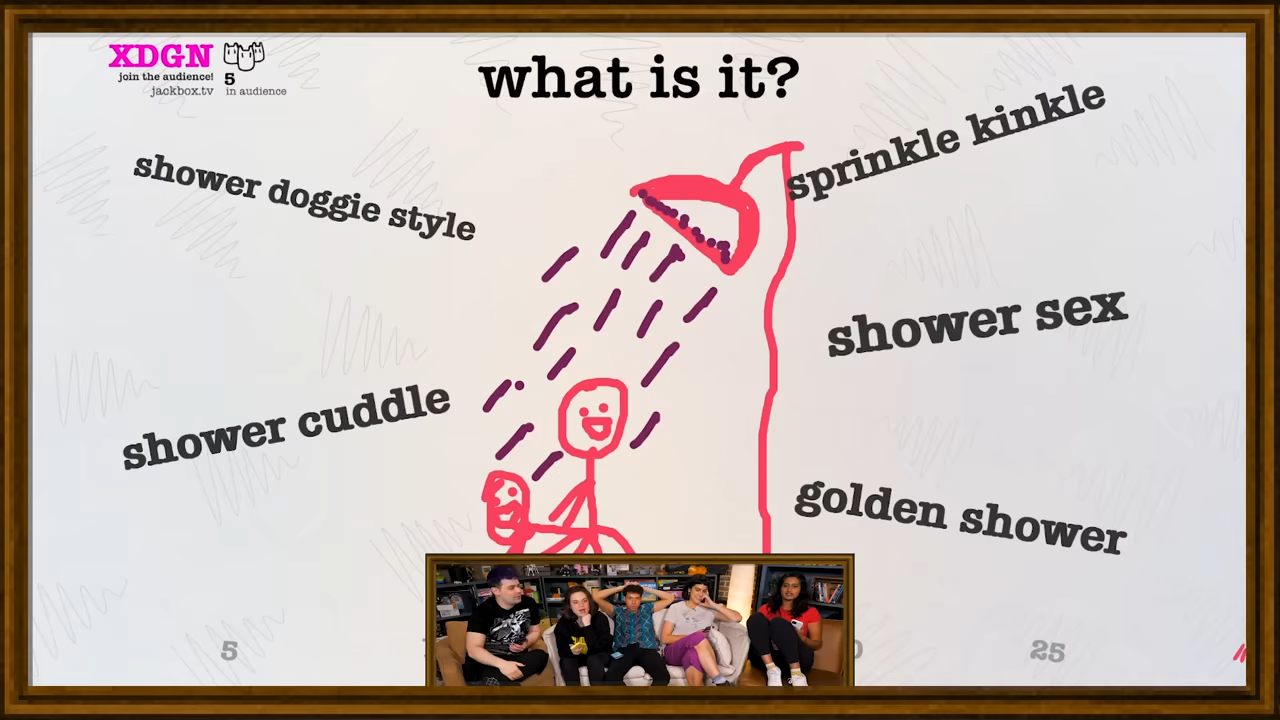 XDGN
join the audience!
jackbox.tv
5
in audience
what is it?
sprinkle kinkle
shower doggie style
shower sex
shower cuddle
golden shower
5
25